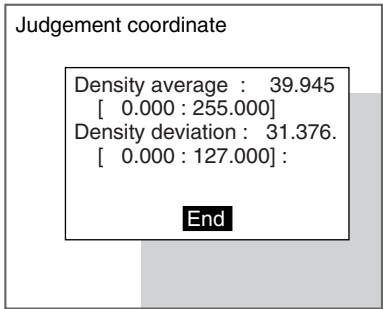 Judgement coordinate
Density average : 39.945
[ 0.000 : 255.000]
Density deviation : 31.376.
[ 0.000 : 127.000] :
End